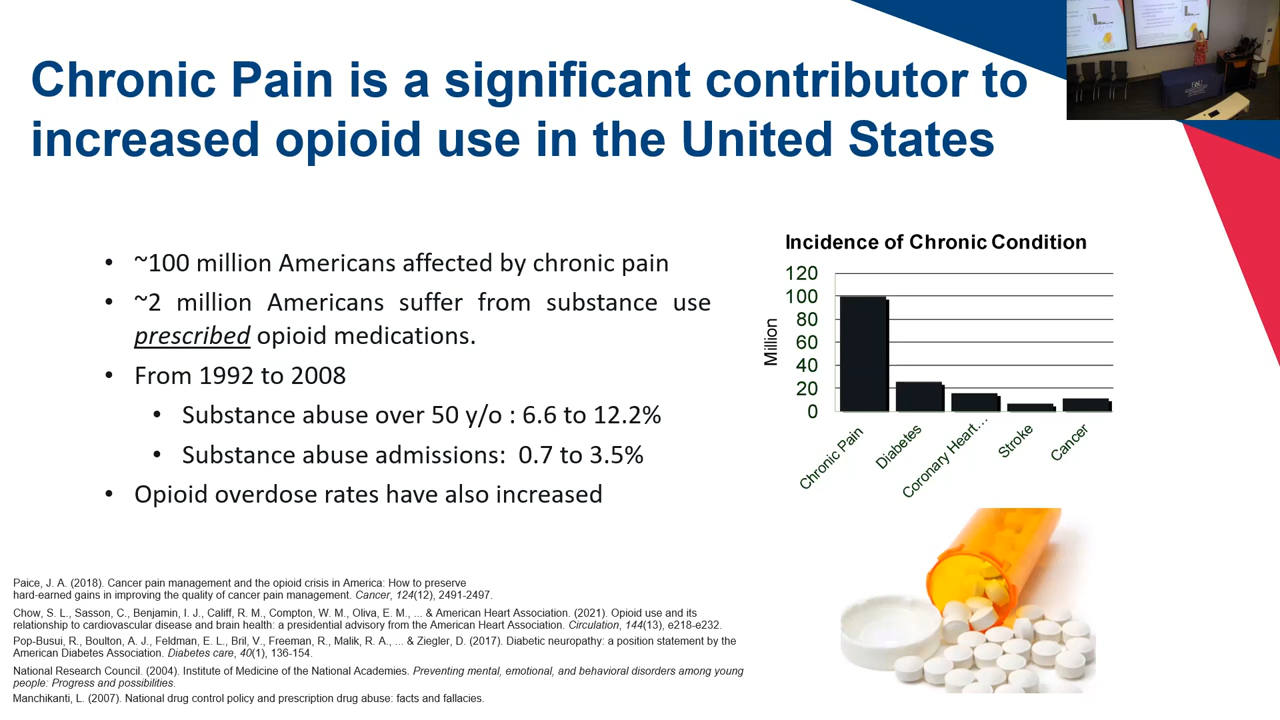 Chronic Pain is a significant contributor to
increased opioid use in the United States
• ~100 million Americans affected by chronic pain
• ~2 million Americans suffer from substance use
prescribed opioid medications.
• From 1992 to 2008
• Substance abuse over 50 y/o : 6.6 to 12.2%
• Substance abuse admissions: 0.7 to 3.5%
• Opioid overdose rates have also increased
Incidence of Chronic Condition
Million
120
100
80
60
40
20
0
Chronic Pain
Diabetes
Coronary Heart…
Stroke
Cancer
Paice, J. A. (2018). Cancer pain management and the opioid crisis in America: How to preserve
hard-earned gains in improving the quality of cancer pain management. Cancer, 124(12), 2491-2497.
Chow, S. L., Sasson, C., Benjamin, I. J., Califf, R. M., Compton, W. M., Oliva, E. M., ... & American Heart Association. (2021). Opioid use and its
relationship to cardiovascular disease and brain health: a presidential advisory from the American Heart Association. Circulation, 144(13), e218-e232.
Pop-Busui, R., Boulton, A. J., Feldman, E. L., Bril, V., Freeman, R., Malik, R. A., ... & Ziegler, D. (2017). Diabetic neuropathy: a position statement by the
American Diabetes Association. Diabetes care, 40(1), 136-154.
National Research Council. (2004). Institute of Medicine of the National Academies. Preventing mental, emotional, and behavioral disorders among young
people: Progress and possibilities.
Manchikanti, L. (2007). National drug control policy and prescription drug abuse: facts and fallacies.